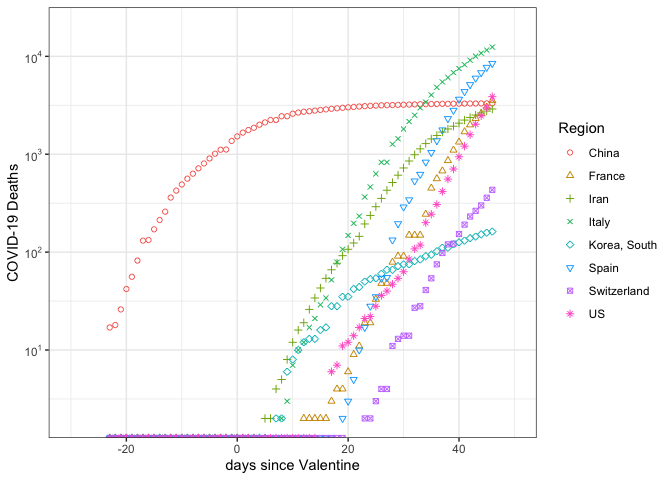 10⁴
10³
10²
10¹
COVID-19 Deaths
-20 0 20 40
days since Valentine
Region
China
France
Iran
Italy
Korea, South
Spain
Switzerland
US